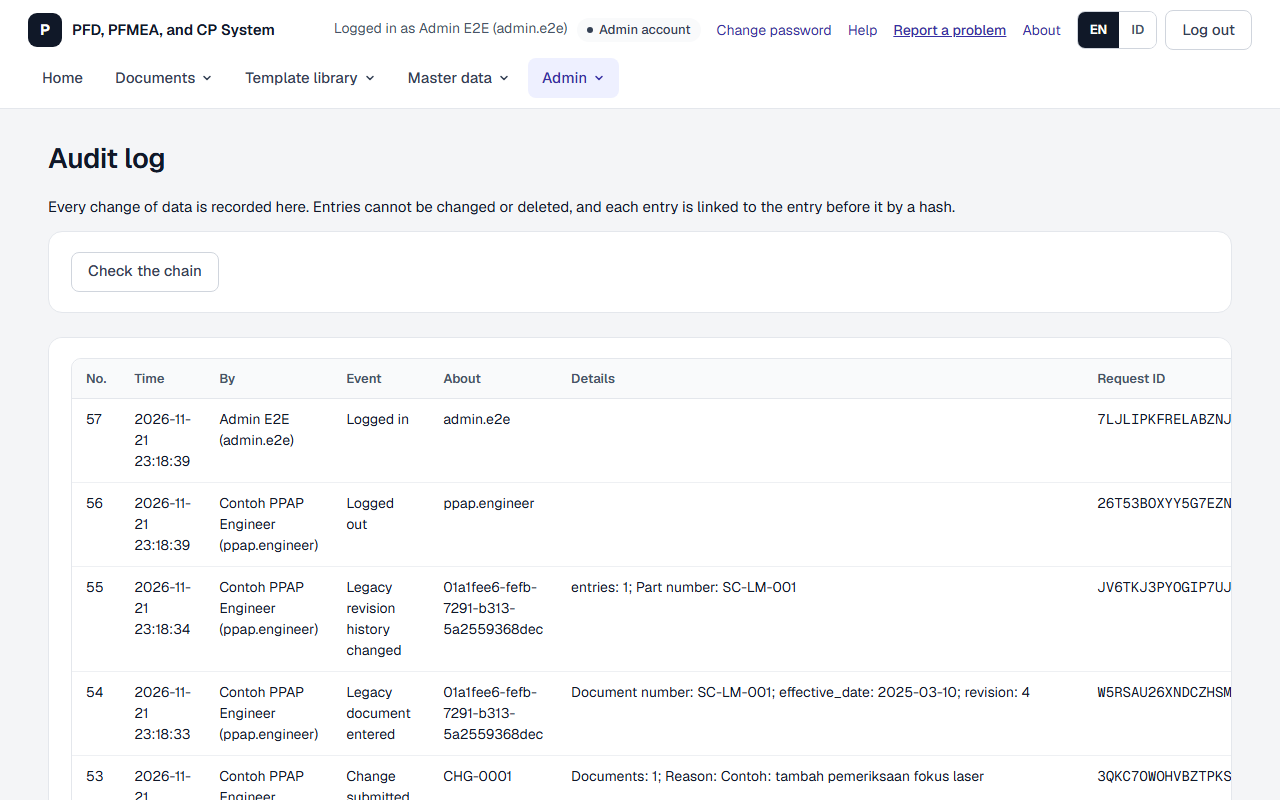 P PFD, PFMEA, and CP System Logged in as Admin E2E (admin.e2e) Admin account Change password Help Report a problem About EN ID Log out
Home Documents Template library Master data Admin
Audit log
Every change of data is recorded here. Entries cannot be changed or deleted, and each entry is linked to the entry before it by a hash.
Check the chain
No. Time By Event About Details Request ID
57 2026-11- Admin E2E Logged in admin.e2e 7LJLIPKFRELABZNJ
21 (admin.e2e)
23:18:39
56 2026-11- Contoh PPAP Logged ppap.engineer 26T53BOXYY5G7EZN
21 Engineer out
23:18:39 (ppap.engineer)
55 2026-11- Contoh PPAP Legacy 01a1fee6-fefb- entries: 1; Part number: SC-LM-001 JV6TKJ3PYOGIP7UJ
21 Engineer revision 7291-b313-
23:18:34 (ppap.engineer) history 5a2559368dec
changed
54 2026-11- Contoh PPAP Legacy 01a1fee6-fefb- Document number: SC-LM-001; effective_date: 2025-03-10; revision: 4 W5RSAU26XNDCZHSM
21 Engineer document 7291-b313-
23:18:33 (ppap.engineer) entered 5a2559368dec
53 2026-11- Contoh PPAP Change CHG-0001 Documents: 1; Reason: Contoh: tambah pemeriksaan fokus laser 3QKC7OWOHVBZTPKS
21 Engineer submitted